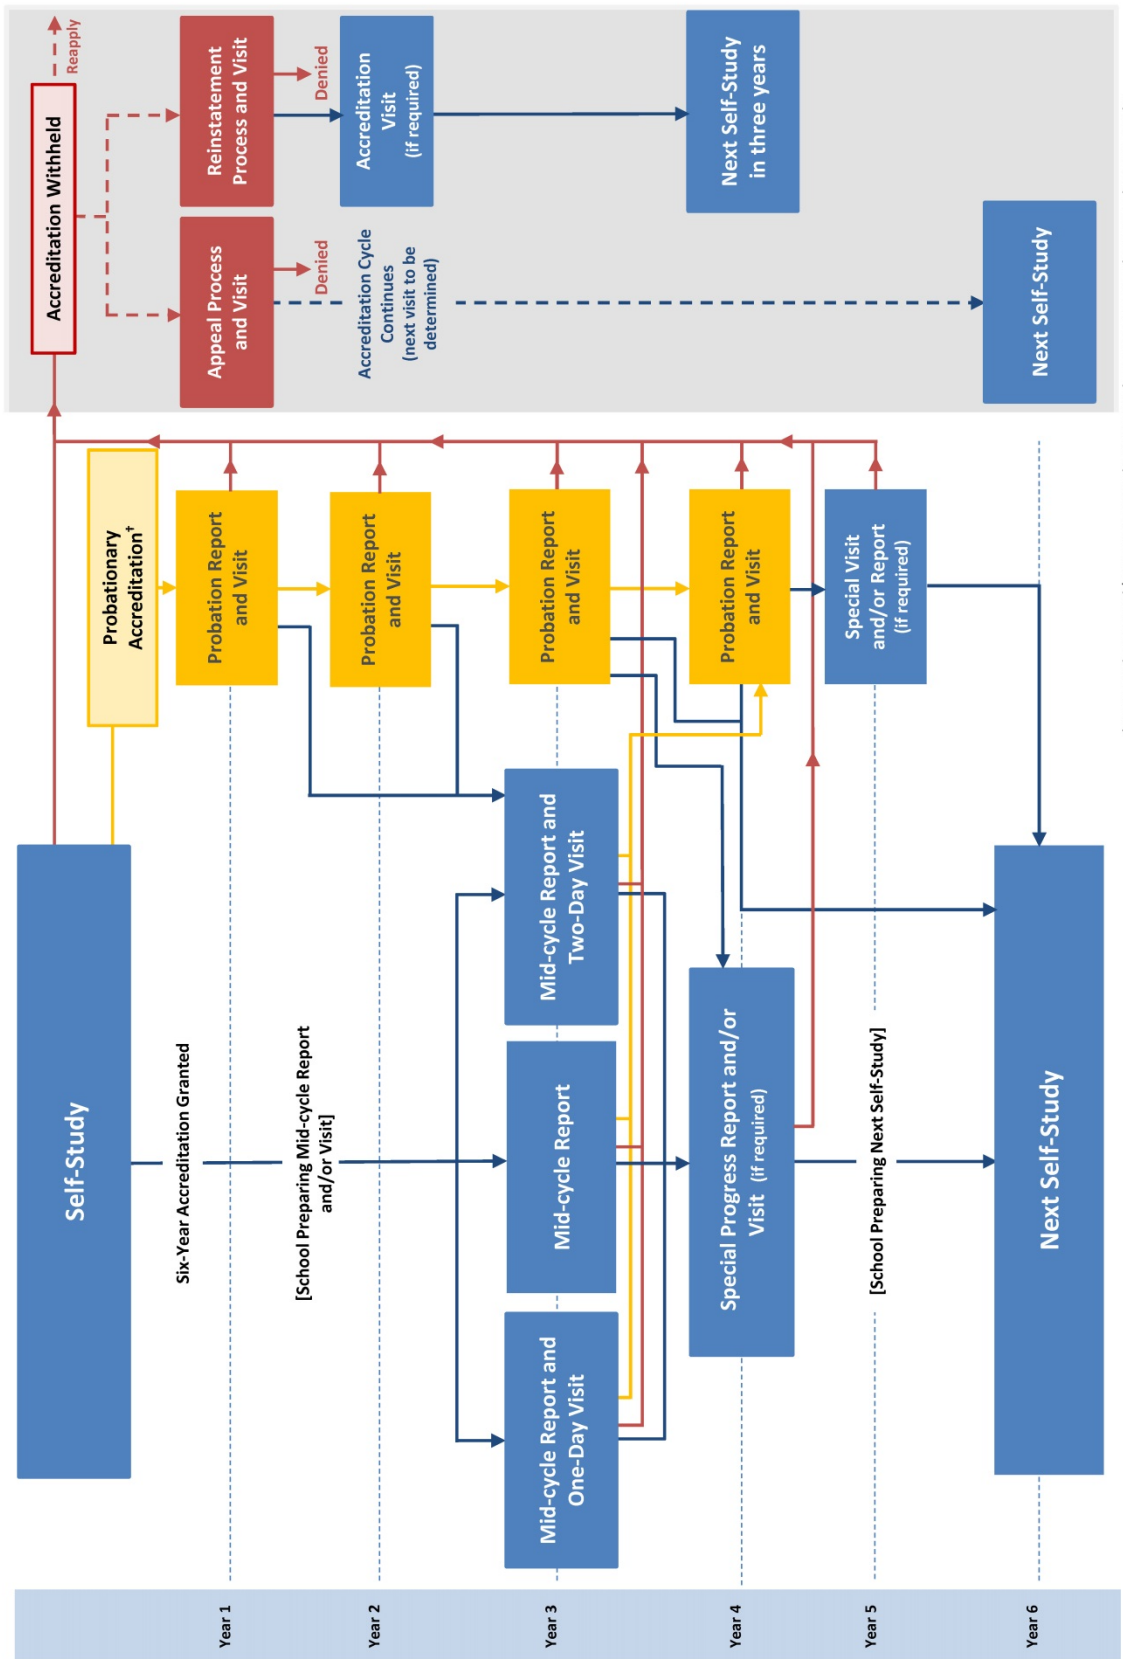 Self-Study
Accreditation Withheld
Reapply
Probationary
Accreditation†
Year 1
Six-Year Accreditation Granted
Probation Report
and Visit
Appeal Process
and Visit
Denied
Reinstatement
Process and Visit
Denied
Year 2
[School Preparing Mid-cycle Report
and/or Visit]
Probation Report
and Visit
Accreditation Cycle
Continues
(next visit to be
determined)
Accreditation
Visit
(if required)
Year 3
Mid-cycle Report and
One-Day Visit
Mid-cycle Report
Mid-cycle Report and
Two-Day Visit
Probation Report
and Visit
Year 4
Special Progress Report and/or
Visit (if required)
Probation Report
and Visit
Next Self-Study
in three years
Year 5
[School Preparing Next Self-Study]
Special Visit
and/or Report
(if required)
Year 6
Next Self-Study
Next Self-Study